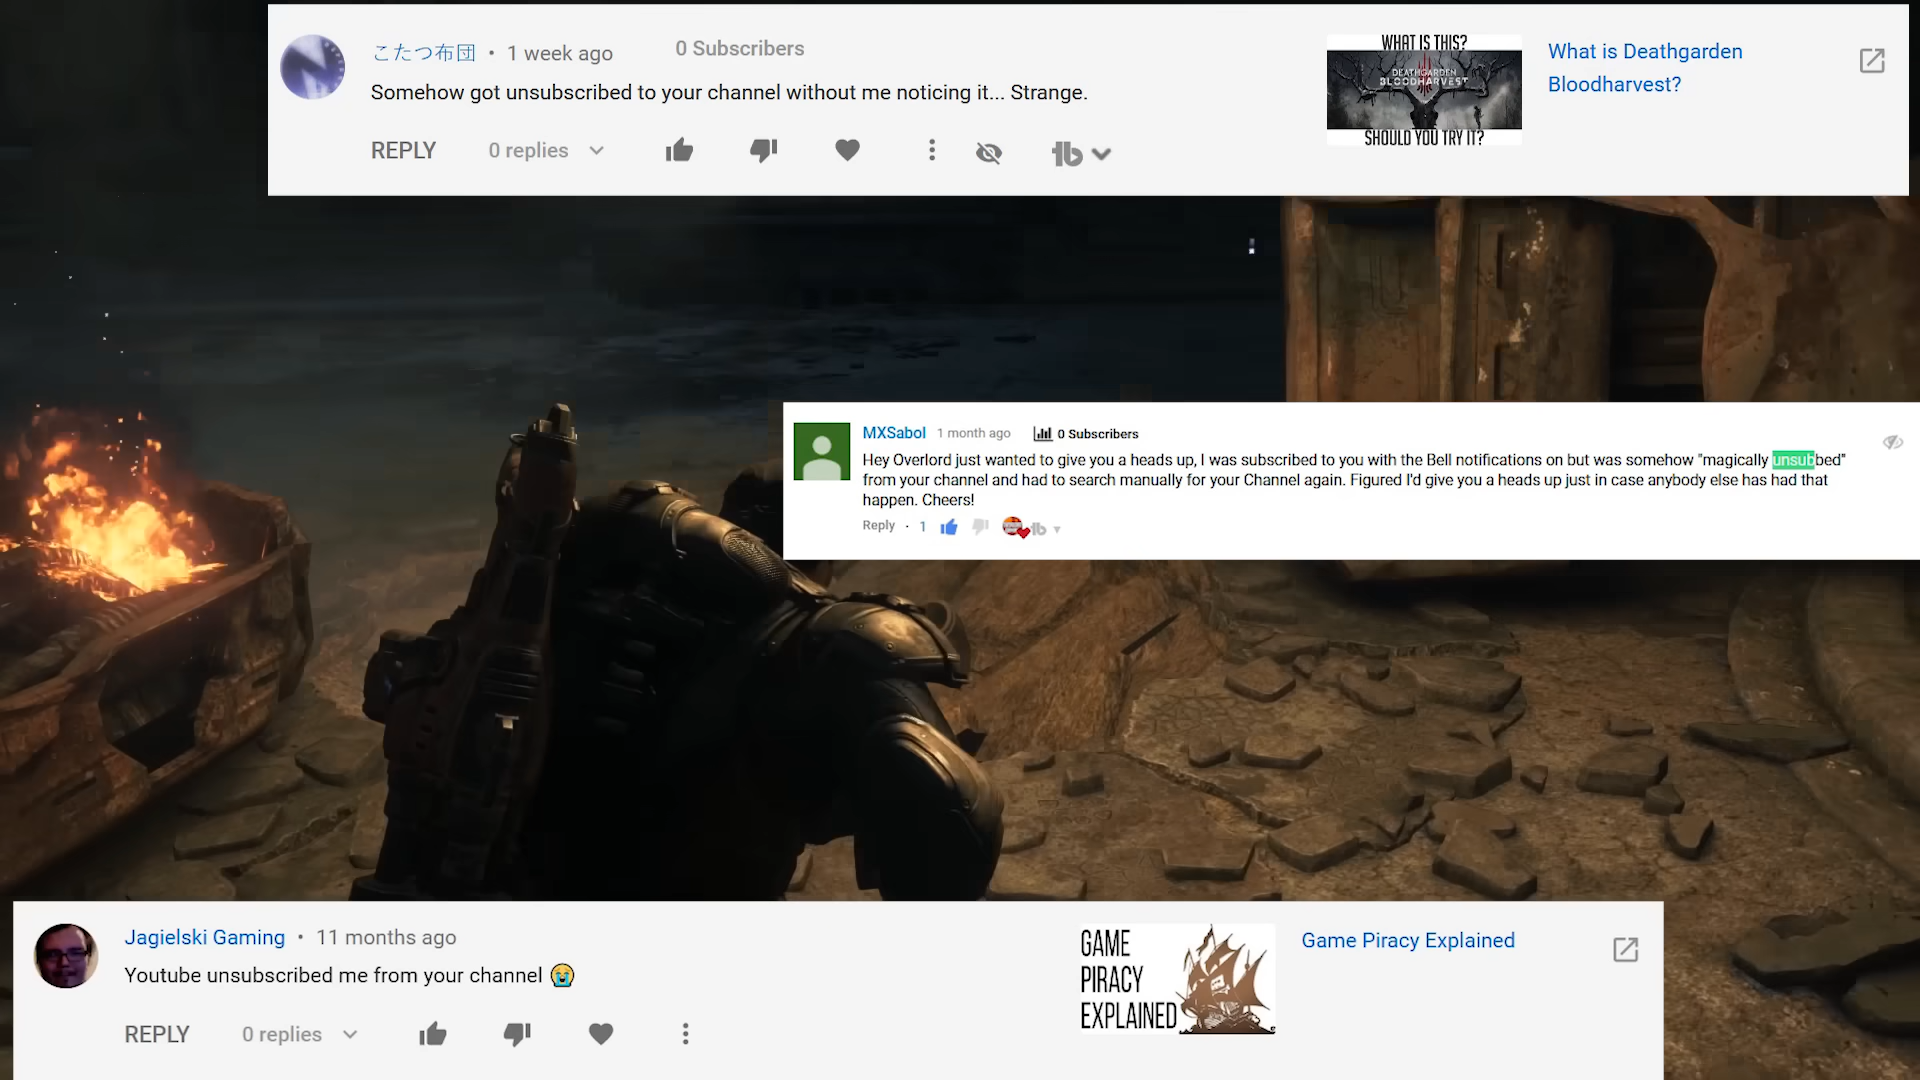 こたつ布団 • 1 week ago 0 Subscribers
Somehow got unsubscribed to your channel without me noticing it... Strange.
REPLY 0 replies
WHAT IS THIS?
DEATHGARDEN
BLOODHARVEST
SHOULD YOU TRY IT?
What is Deathgarden
Bloodharvest?
MXSabol 1 month ago 0 Subscribers
Hey Overlord just wanted to give you a heads up, I was subscribed to you with the Bell notifications on but was somehow "magically unsubbed"
from your channel and had to search manually for your Channel again. Figured I'd give you a heads up just in case anybody else has had that
happen. Cheers!
Reply · 1
Jagielski Gaming • 11 months ago
Youtube unsubscribed me from your channel 😭
REPLY 0 replies
GAME
PIRACY
EXPLAINED
Game Piracy Explained